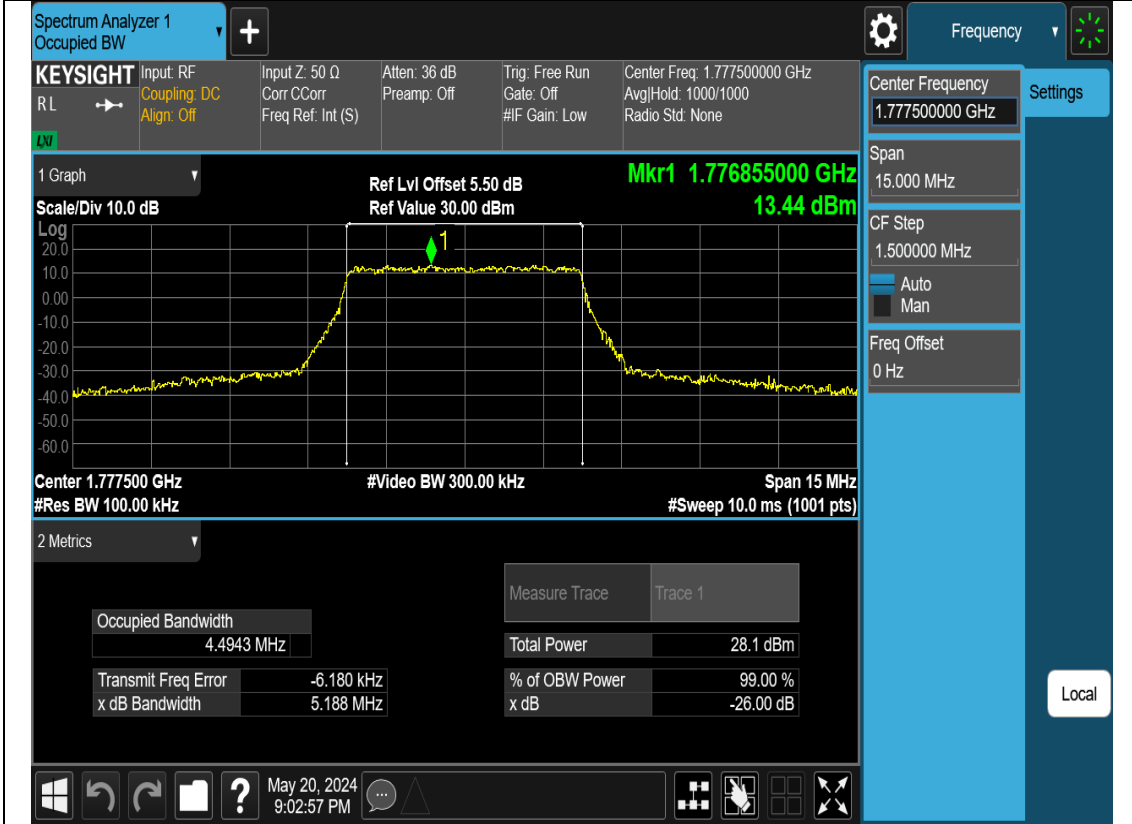 Spectrum Analyzer 1
Occupied BW
+
Frequency
KEYSIGHT
RL
LXI
Input: RF
Coupling: DC
Align: Off
Input Z: 50 Ω
Corr CCorr
Freq Ref: Int (S)
Atten: 36 dB
Preamp: Off
Trig: Free Run
Gate: Off
#IF Gain: Low
Center Freq: 1.777500000 GHz
Avg|Hold: 1000/1000
Radio Std: None
Center Frequency
1.777500000 GHz
Settings
Span
15.000 MHz
CF Step
1.500000 MHz
Auto
Man
Freq Offset
0 Hz
Local
1 Graph
Scale/Div 10.0 dB
Ref Lvl Offset 5.50 dB
Ref Value 30.00 dBm
Mkr1 1.776855000 GHz
13.44 dBm
Log
1
20.0
10.0
0.00
-10.0
-20.0
-30.0
-40.0
-50.0
-60.0
Center 1.777500 GHz
#Video BW 300.00 kHz
Span 15 MHz
#Res BW 100.00 kHz
#Sweep 10.0 ms (1001 pts)
2 Metrics
Measure Trace Trace 1
Occupied Bandwidth
4.4943 MHz
Total Power 28.1 dBm
Transmit Freq Error -6.180 kHz
% of OBW Power 99.00 %
x dB Bandwidth 5.188 MHz
x dB -26.00 dB
?
May 20, 2024
9:02:57 PM